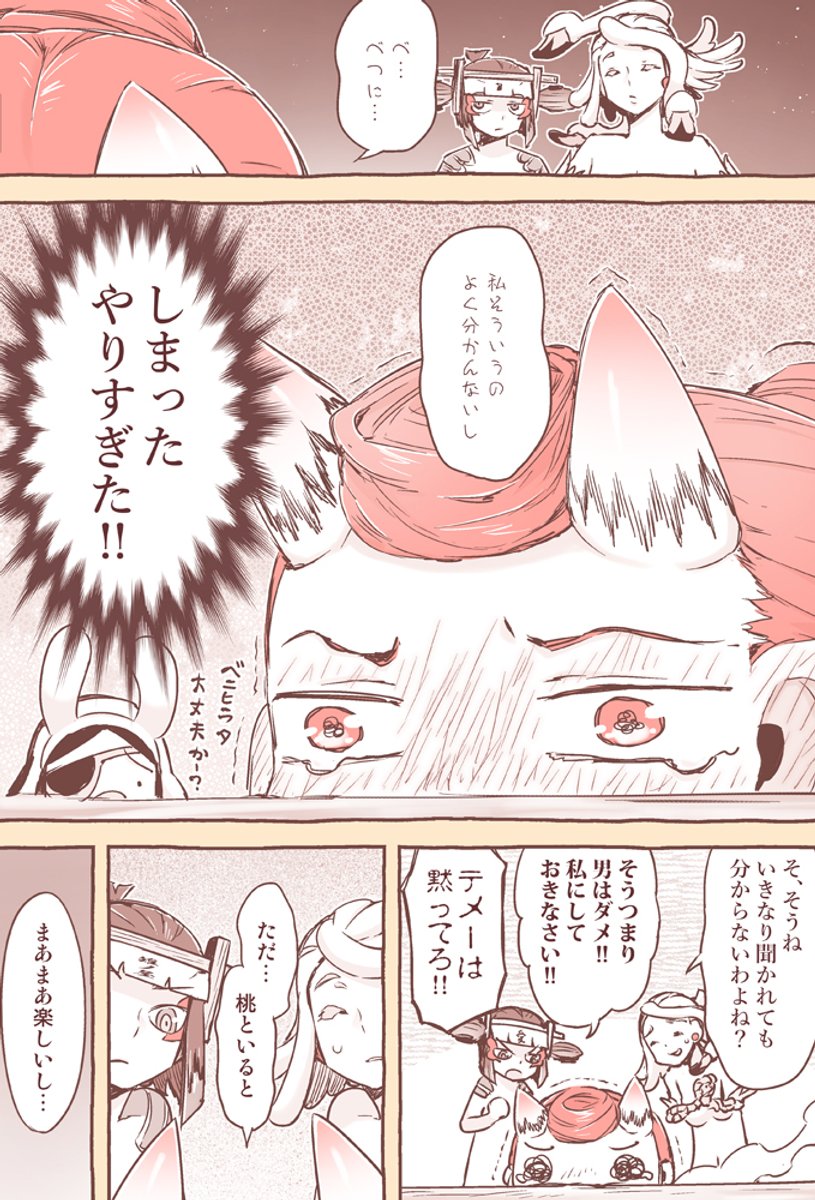 べ…
べつに…
私そういうの
よく分かんないし
しまった
やりすぎた!!
べことラタ
大丈夫か…?
そ、そうね
いきなり聞かれても
分からないわよね?
そうつまり
男はダメ!!
私にして
おきなさい!!
テメーは
黙ってろ!!
ただ…
桃といると
まあまあ楽しいし…